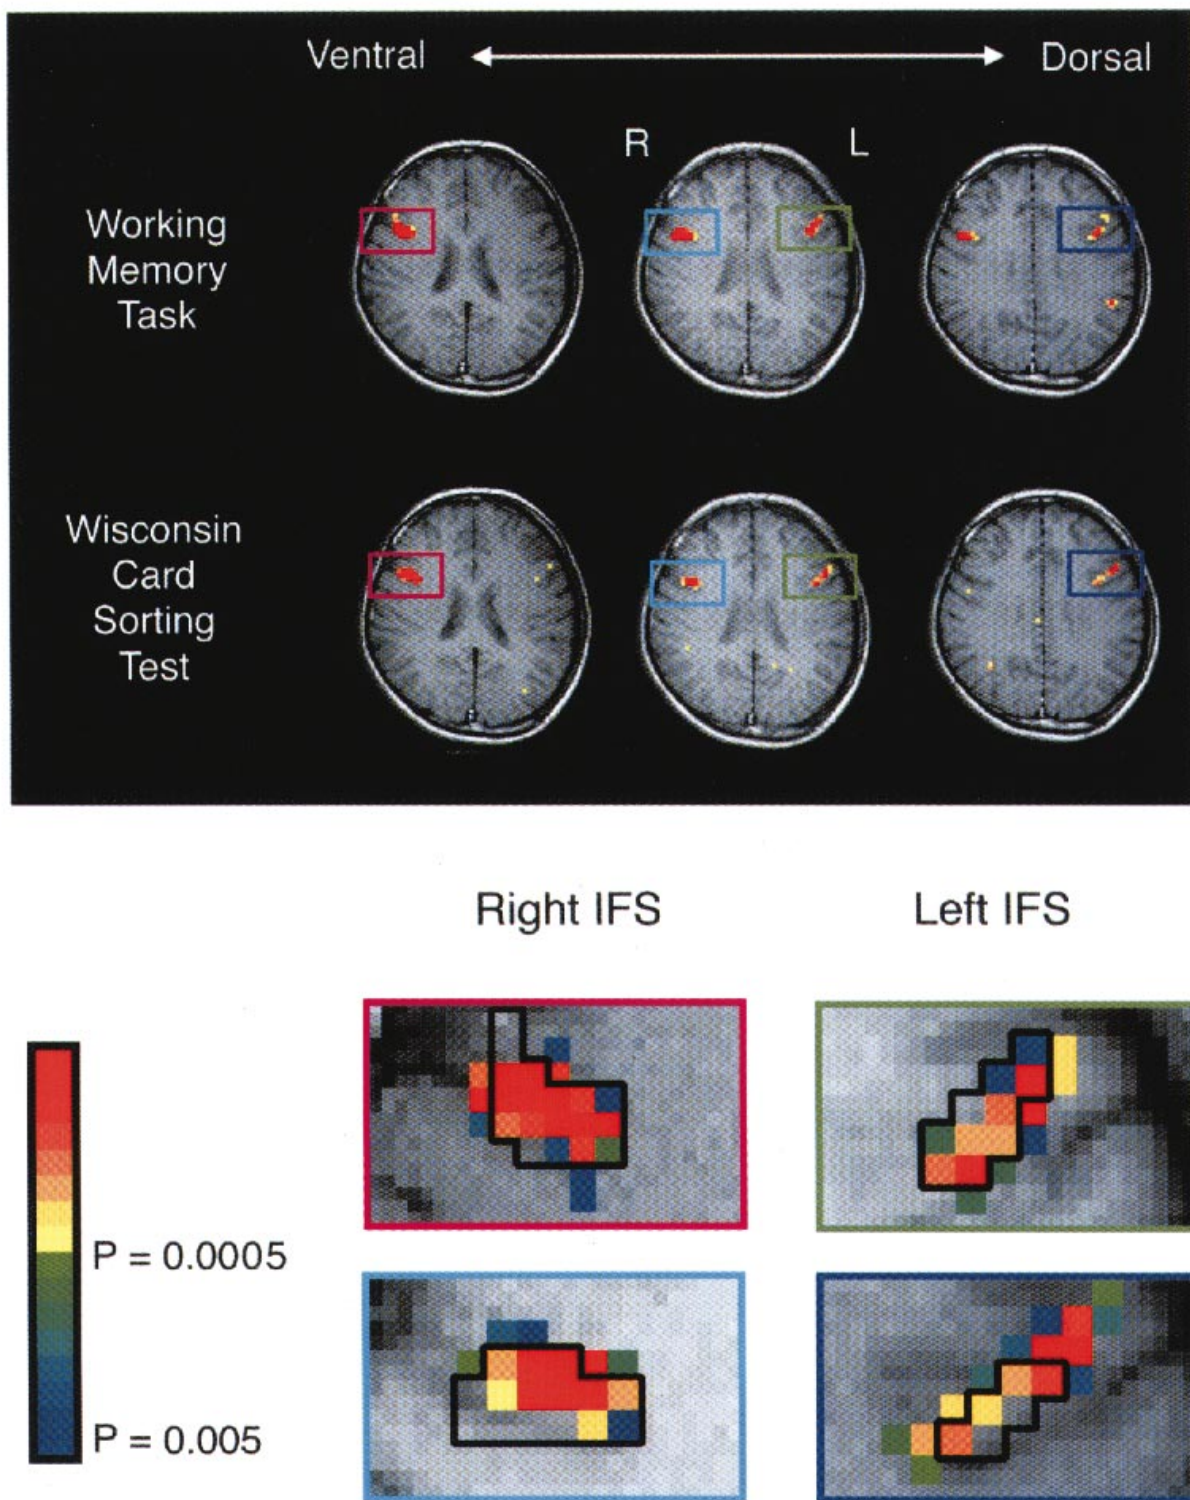 Ventral
Dorsal
R
L
Working
Memory
Task
Wisconsin
Card
Sorting
Test
Right IFS
Left IFS
P = 0.0005
P = 0.005